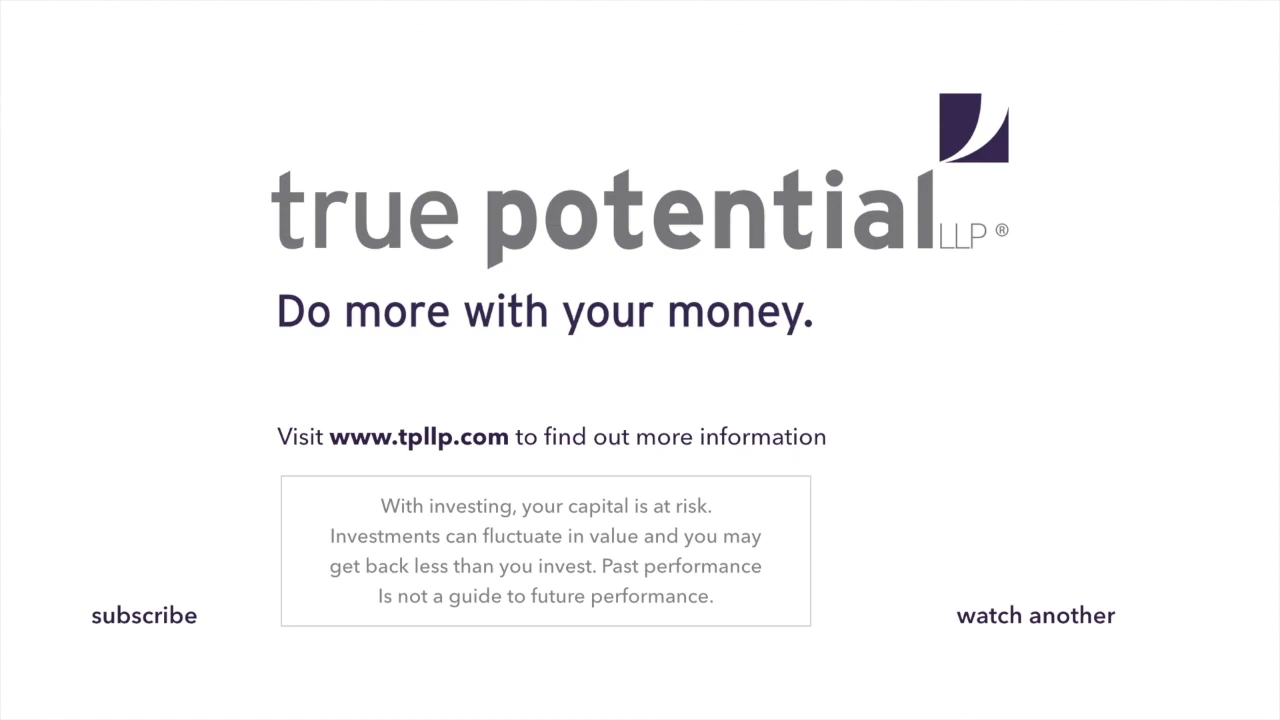 true potential LLP ®
Do more with your money.
Visit www.tpllp.com to find out more information
With investing, your capital is at risk.
Investments can fluctuate in value and you may
get back less than you invest. Past performance
Is not a guide to future performance.
subscribe
watch another